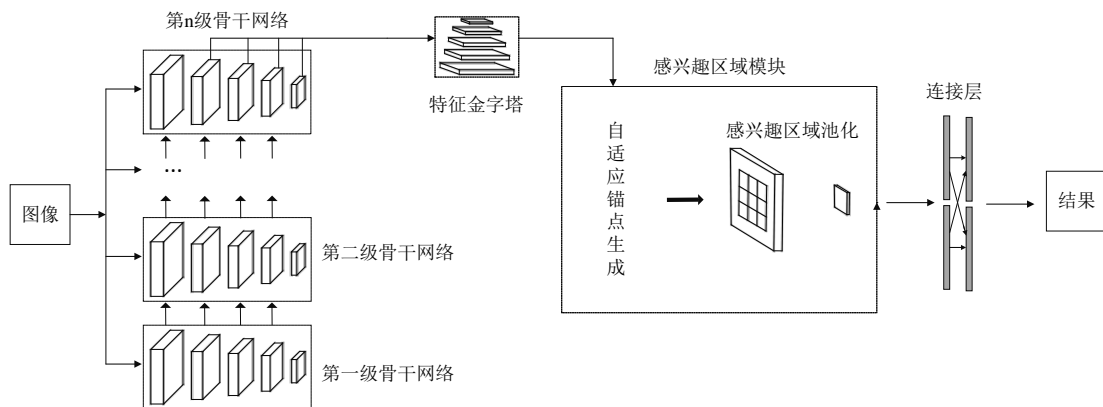 第n级骨干网络
特征金字塔
感兴趣区域模块
连接层
感兴趣区域池化
自适应锚点生成
...
图像
结果
第二级骨干网络
第一级骨干网络